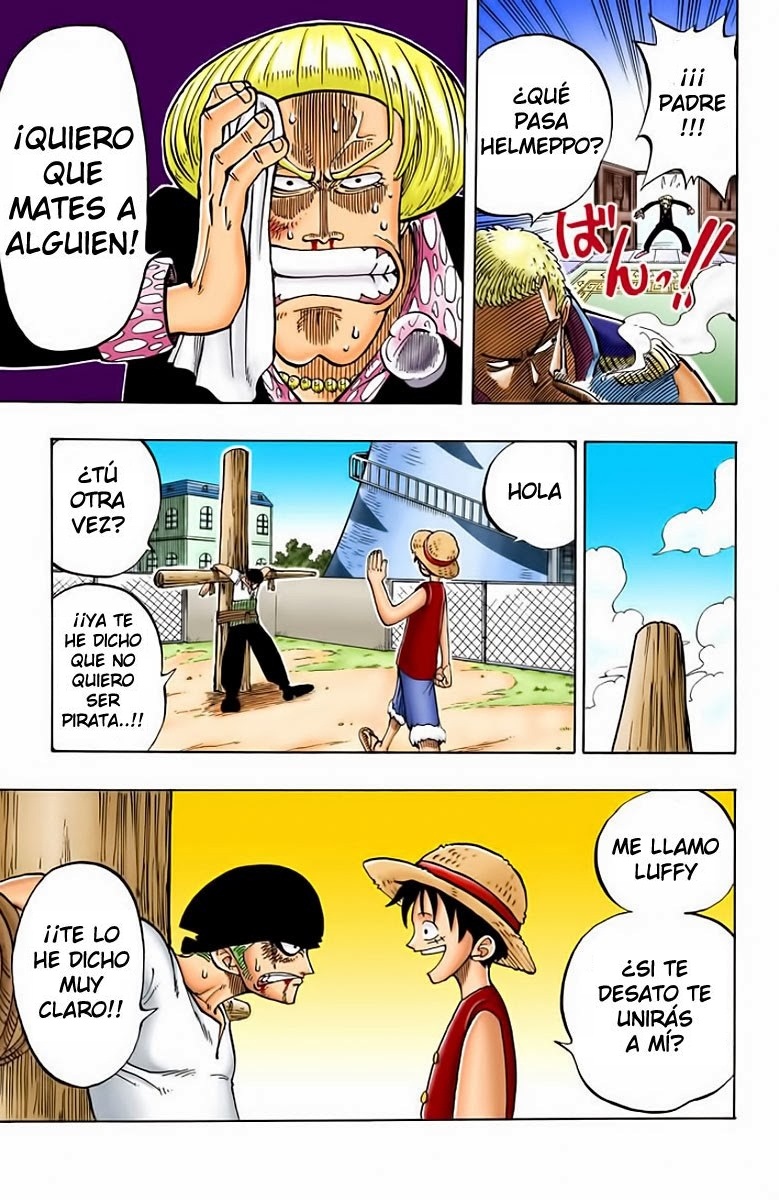 ¡¡¡
PADRE
!!!
¿QUÉ
PASA
HELMEPPO?
ばんっ!!
¡QUIERO
QUE
MATES A
ALGUIEN!
HOLA
¿TÚ
OTRA
VEZ?
¡¡YA TE
HE DICHO
QUE NO
QUIERO
SER
PIRATA..!!
ME LLAMO
LUFFY
¿SI TE
DESATO TE
UNIRÁS
A MÍ?
¡¡TE LO
HE DICHO
MUY
CLARO!!